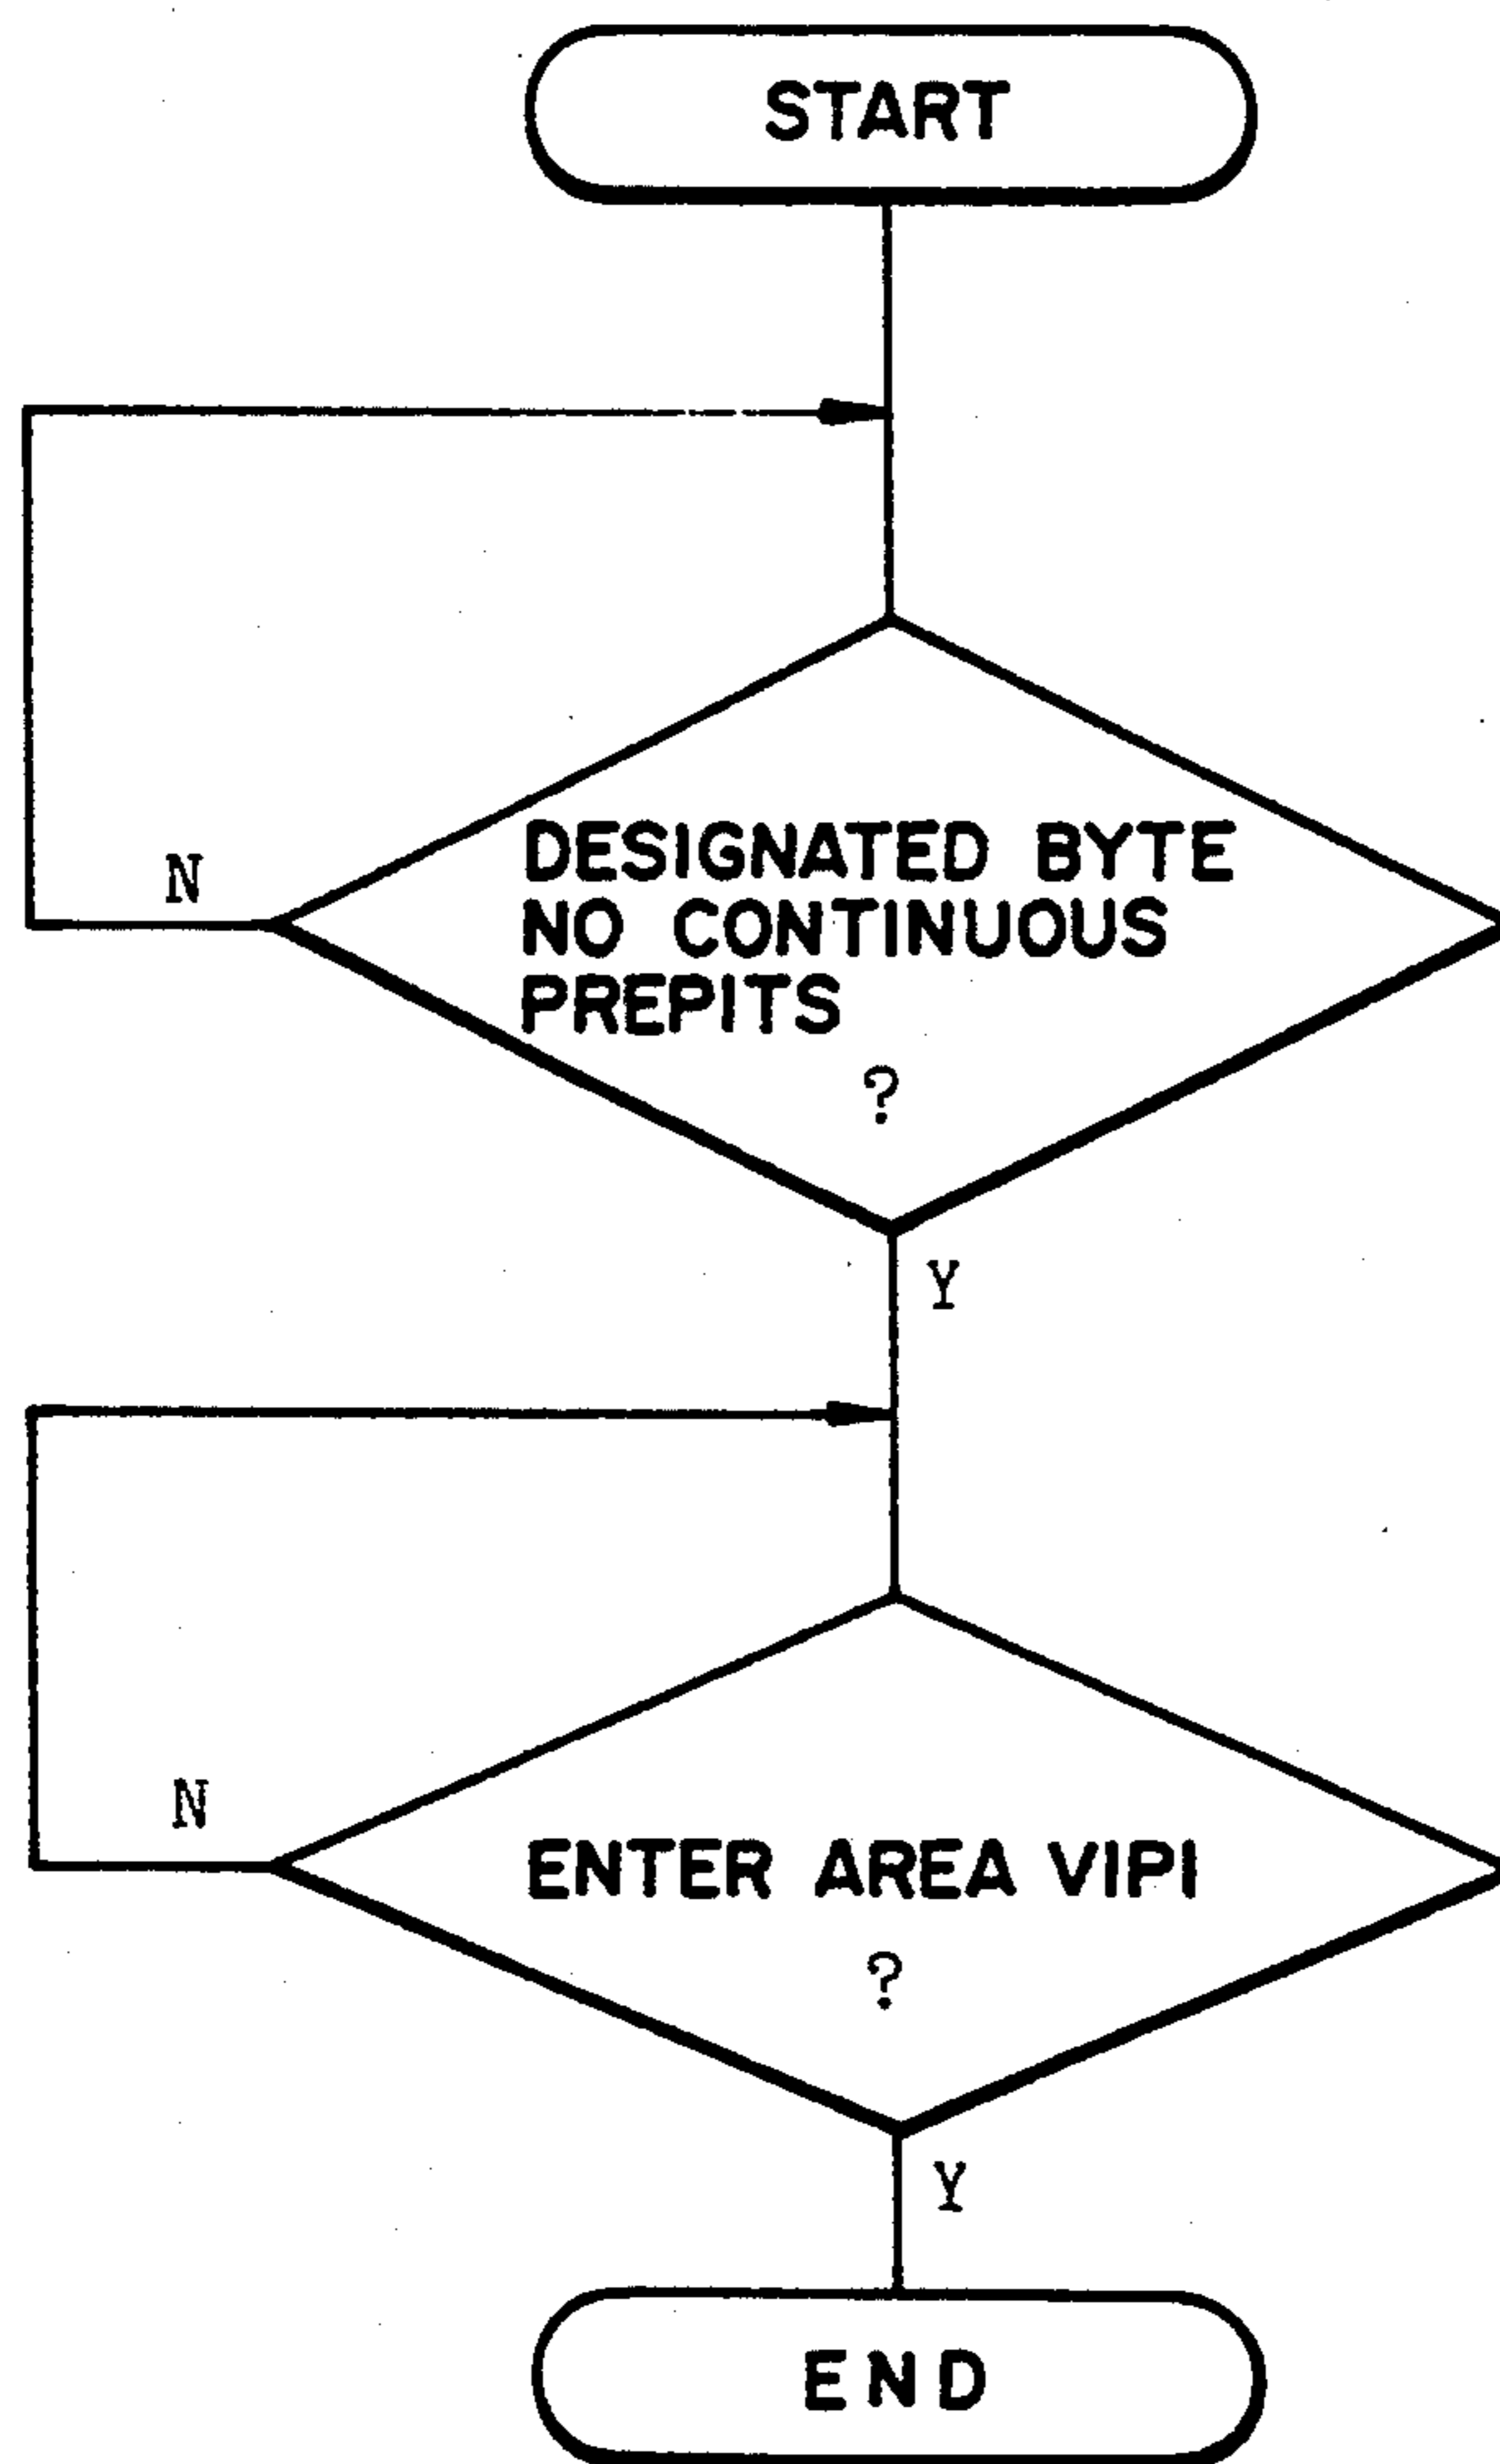 START
N
DESIGNATED BYTE
NO CONTINUOUS
PREPITS
?
Y
N
ENTER AREA VIPI
?
Y
END